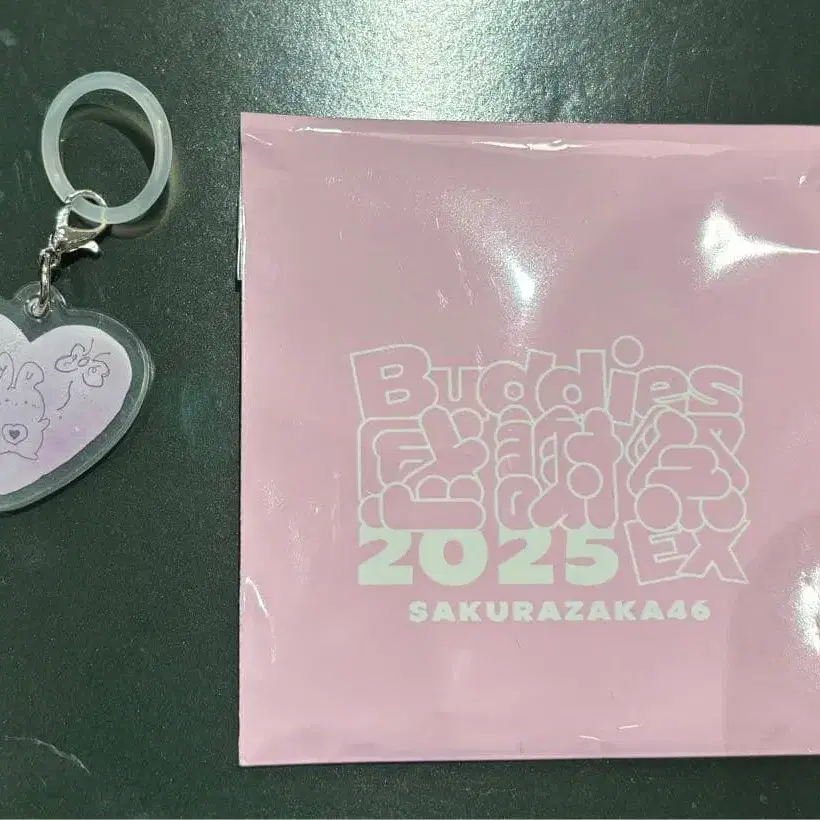 Buddies
感謝祭
2025 EX
SAKURAZAKA46